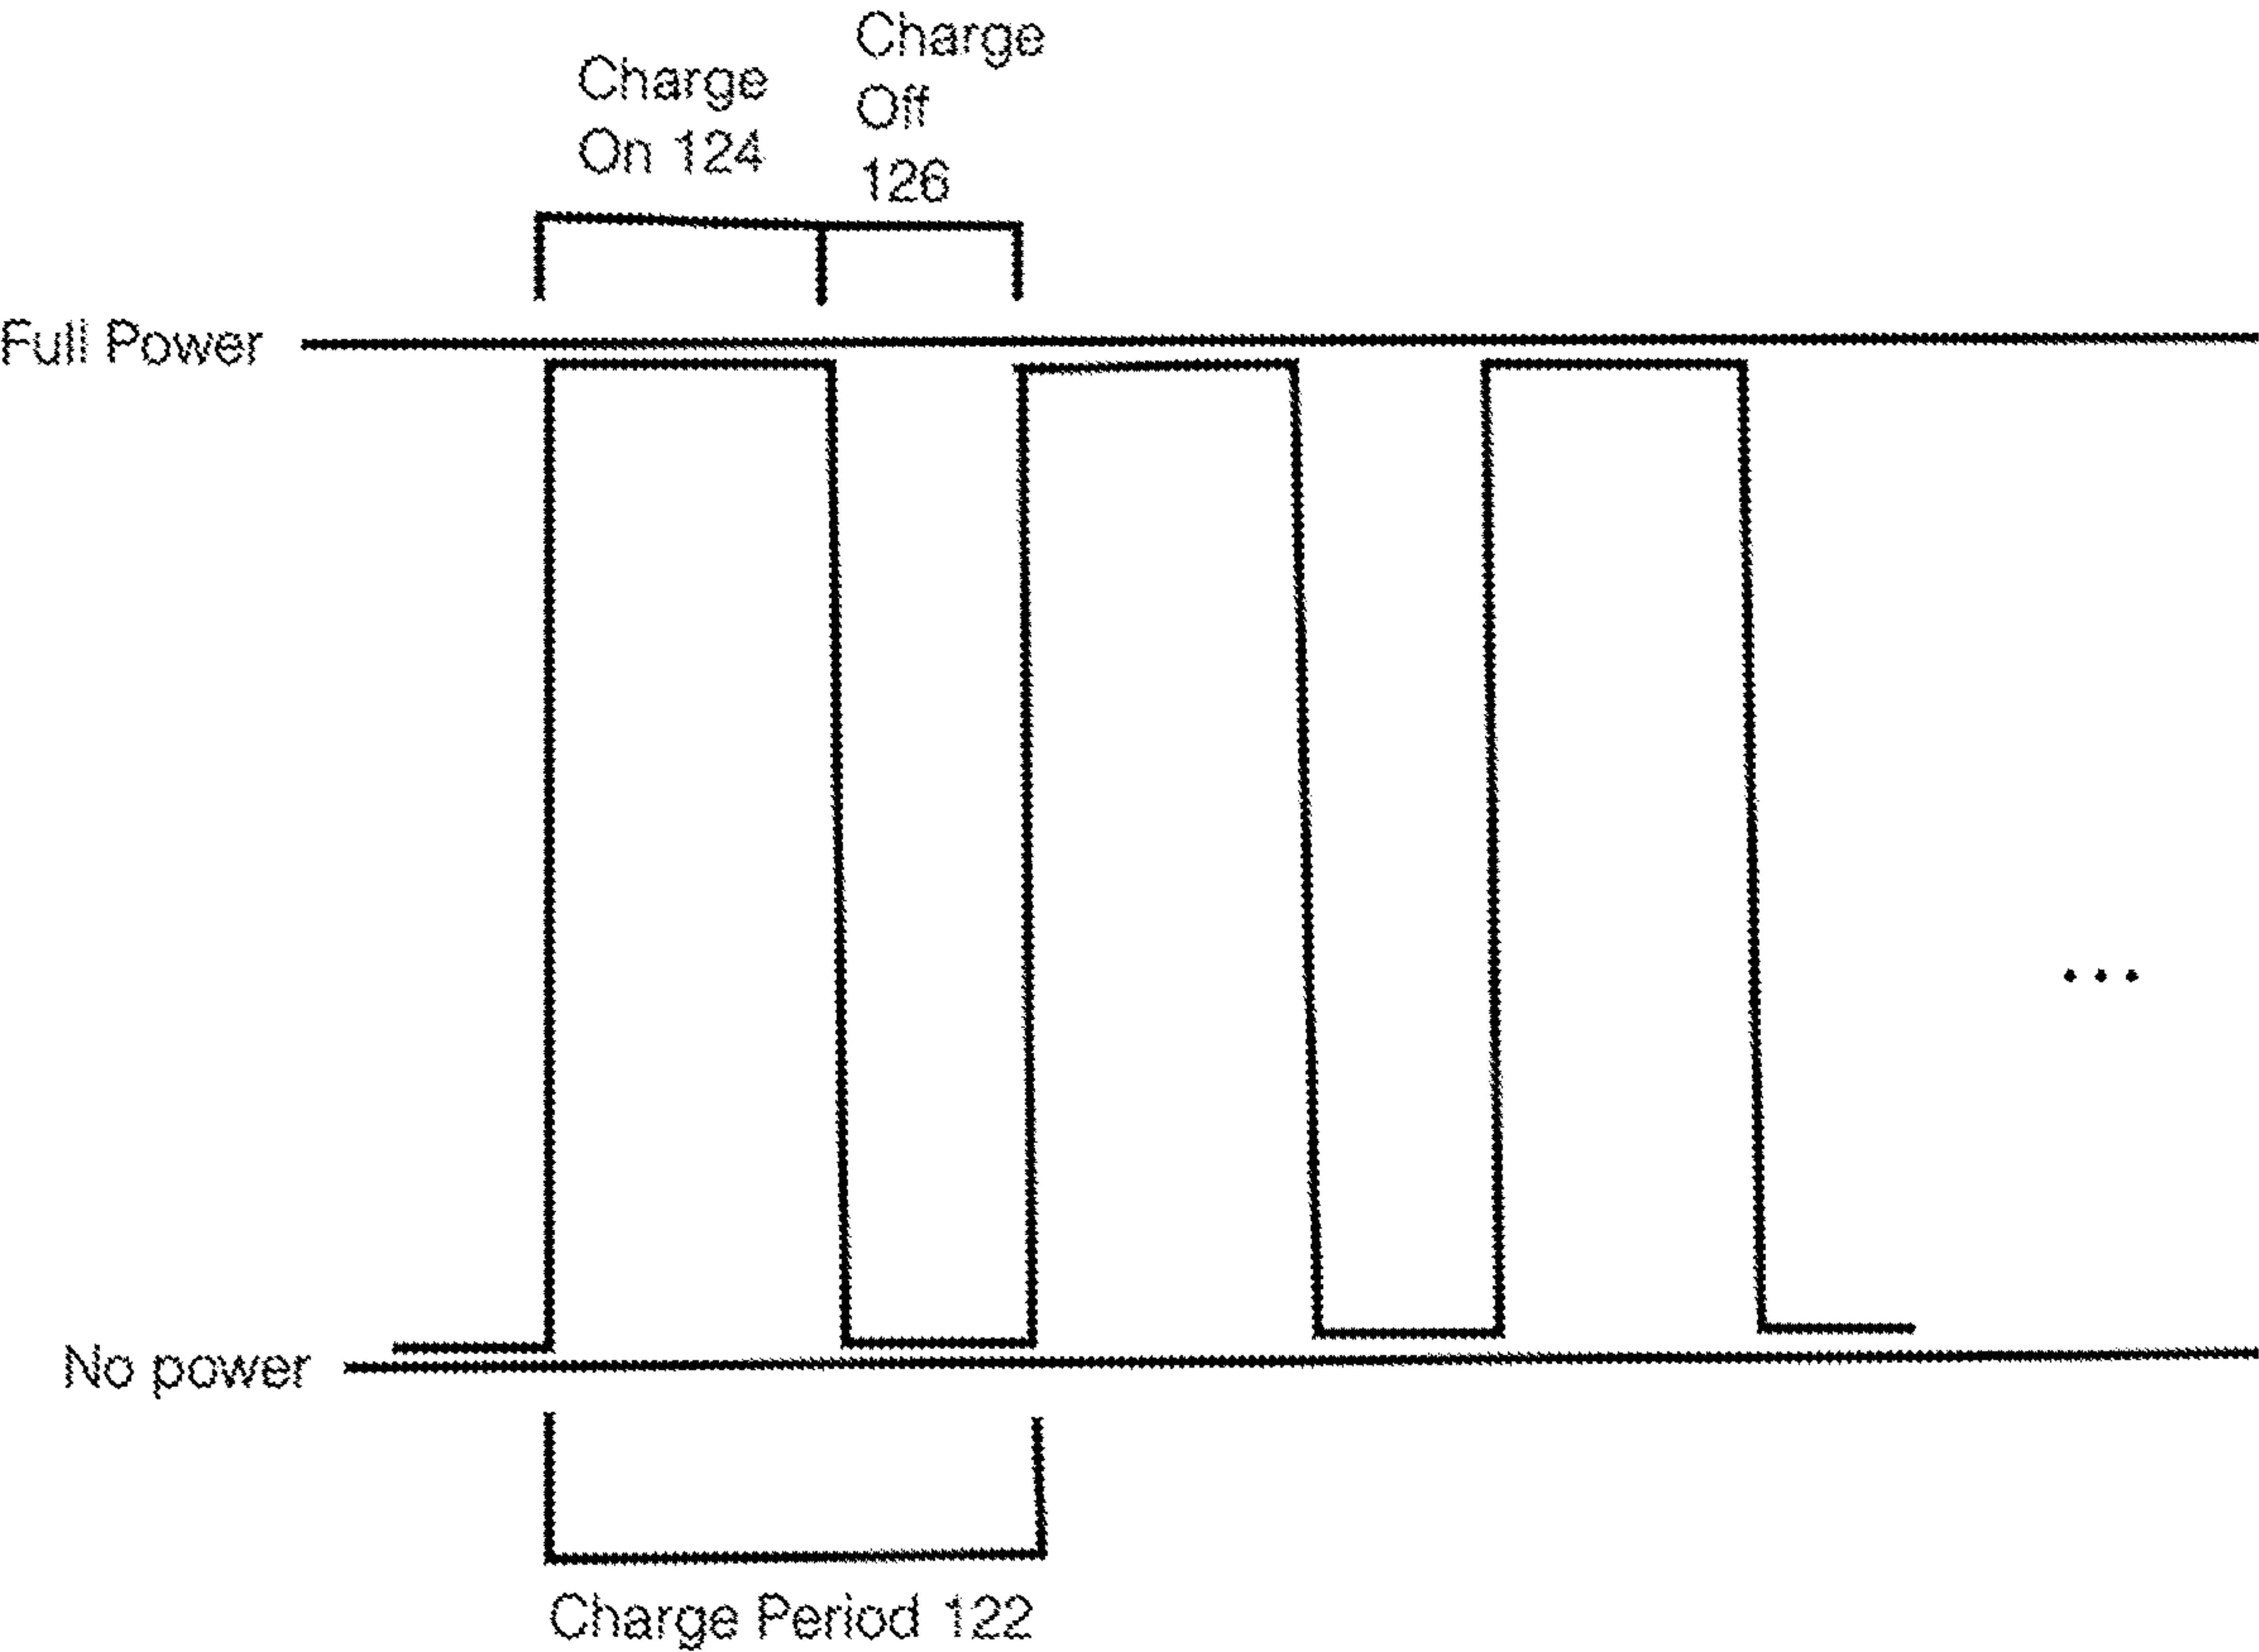 Charge
On 124
Charge
Off
126
Full Power
...
No power
Charge Period 122